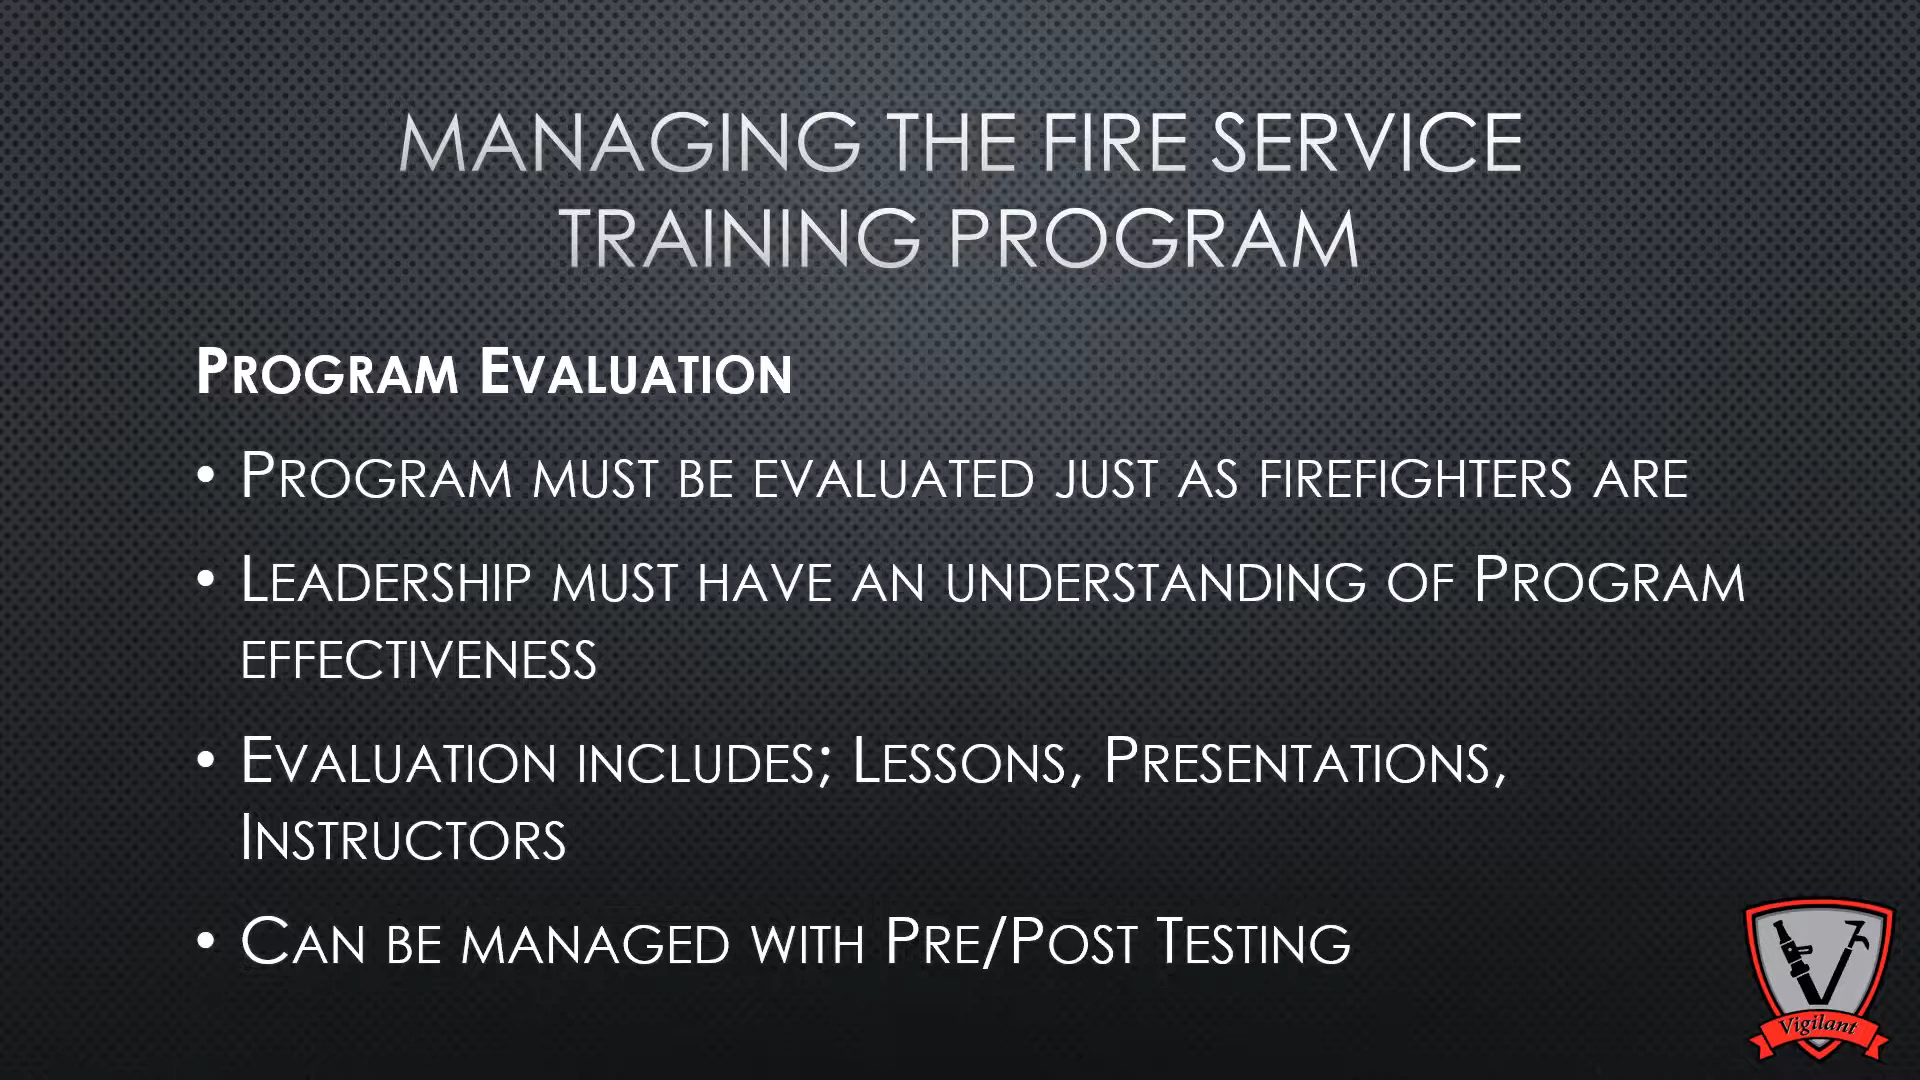 MANAGING THE FIRE SERVICE
TRAINING PROGRAM
PROGRAM EVALUATION
• PROGRAM MUST BE EVALUATED JUST AS FIREFIGHTERS ARE
• LEADERSHIP MUST HAVE AN UNDERSTANDING OF PROGRAM
EFFECTIVENESS
• EVALUATION INCLUDES; LESSONS, PRESENTATIONS,
INSTRUCTORS
• CAN BE MANAGED WITH PRE/POST TESTING
Vigilant